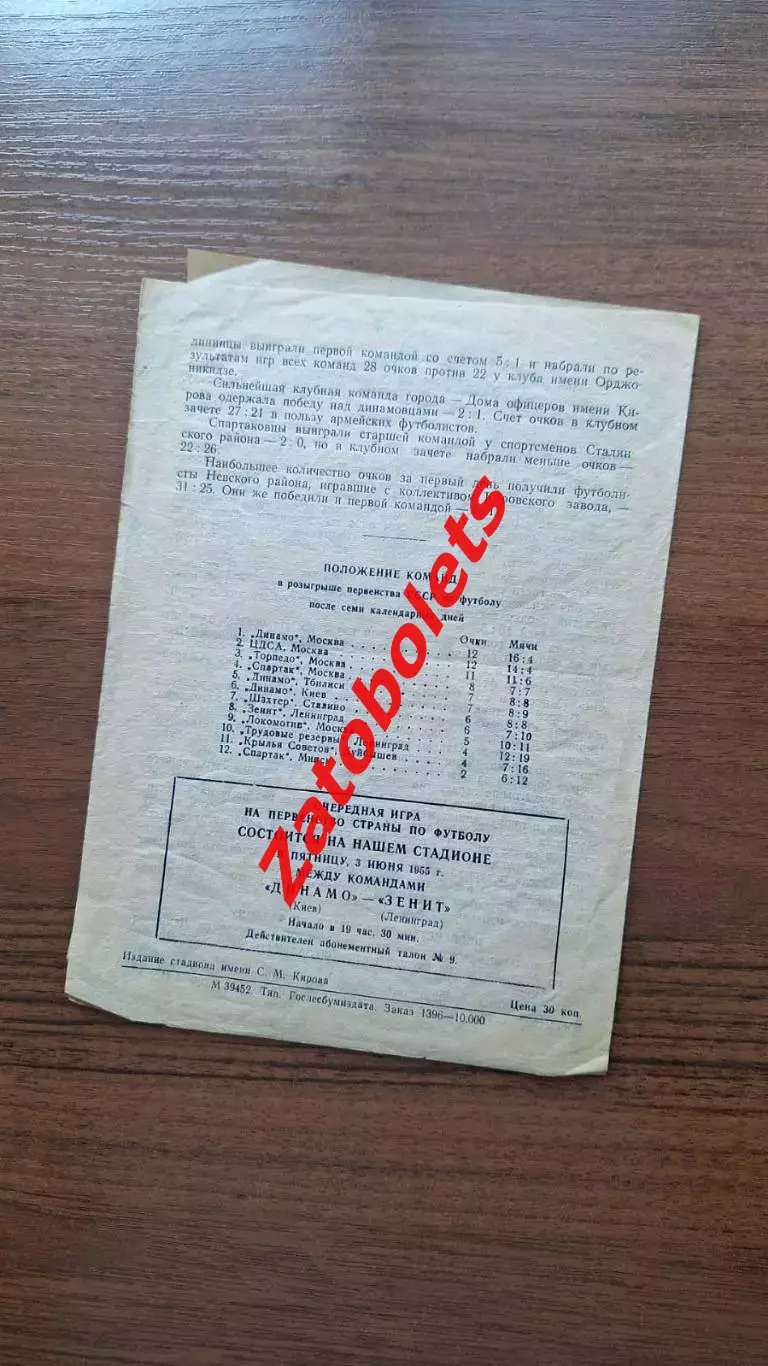 дининцы выиграли первой командой со счетом 5:1 и набрали по ре-
зультатам игр всех команд 28 очков против 22 у клуба имени Орджо-
никидзе.
Сильнейшая клубная команда города — Дома офицеров имени Ки-
рова одержала победу над динамовцами — 2:1. Счет очков в клубном
зачете 27:21 в пользу армейских футболистов.
Спартаковцы выиграли старшей командой у спортсменов Сталин
ского района — 2:0, но в клубном зачете набрали меньше очков —
22:26.
Наибольшее количество очков за первый день получили футболи-
сты Невского района, игравшие с коллективом Кировского завода, —
31:25. Они же победили и первой командой —
ПОЛОЖЕНИЕ КОМАНД
в розыгрыше первенства СССР по футболу
после семи календарных дней
Очки Мячи
1. „Динамо“, Москва 12 16:4
2. ЦДСА, Москва 12 14:4
3. „Торпедо“, Москва 11 11:6
4. „Спартак“, Москва 8 7:7
5. „Динамо“, Тбилиси 7 8:8
6. „Динамо“, Киев 7 8:9
7. „Шахтер“, Сталино 6 8:8
8. „Зенит“, Ленинград 6 7:10
9. „Локомотив“, Москва 5 10:11
10. „Трудовые резервы“, Ленинград 4 12:19
11. „Крылья Советов“, Куйбышев 4 7:16
12. „Спартак“, Минск 2 6:12
ОЧЕРЕДНАЯ ИГРА
НА ПЕРВЕНСТВО СТРАНЫ ПО ФУТБОЛУ
СОСТОИТСЯ НА НАШЕМ СТАДИОНЕ
В ПЯТНИЦУ, 3 ИЮНЯ 1955 г.
МЕЖДУ КОМАНДАМИ
«ДИНАМО» — «ЗЕНИТ»
(Киев) (Ленинград)
Начало в 19 час. 30 мин.
Действителен абонементный талон № 9.
Издание стадиона имени С. М. Кирова Цена 30 коп.
М 39452. Тип. Гослесбумиздата. Заказ 1396—10.000
Zatobolets